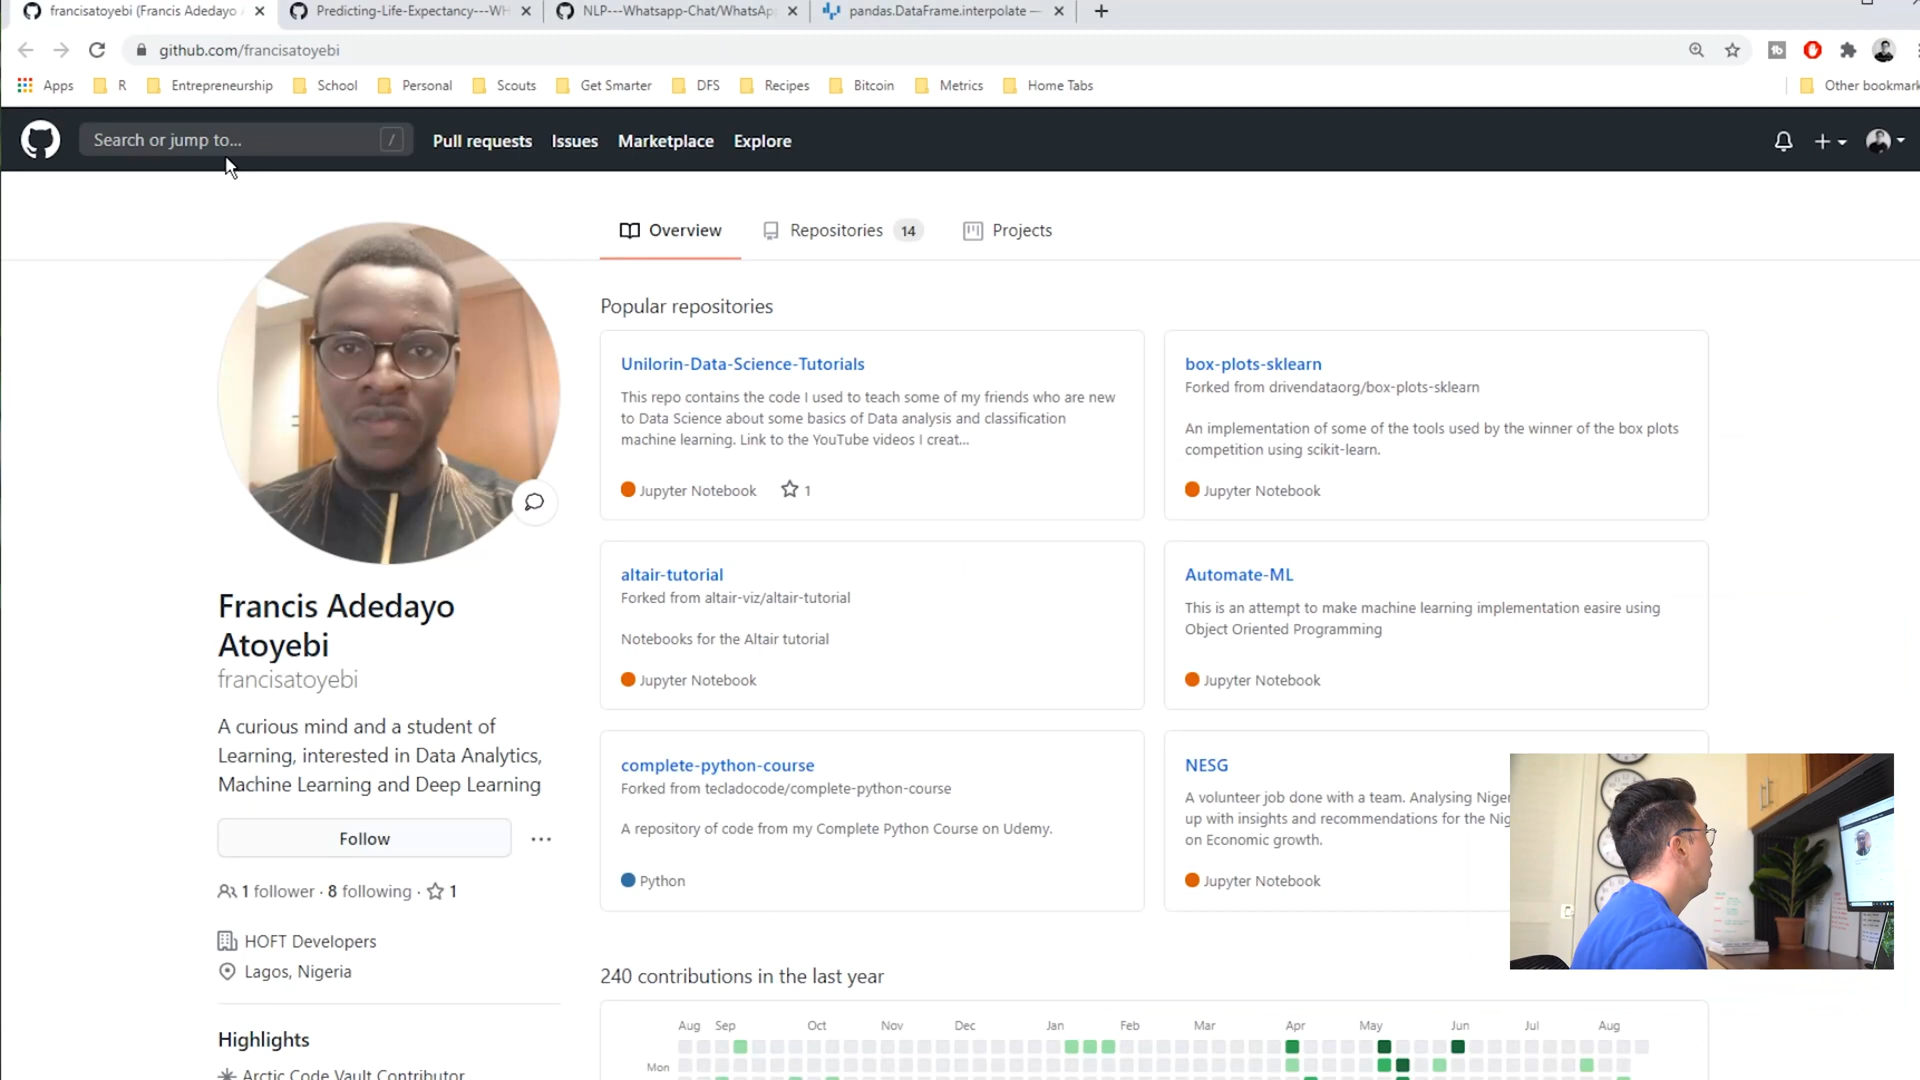 francisatoyebi (Francis Adedayo
Predicting-Life-Expectancy---WH
NLP---Whatsapp-Chat/WhatsAp
pandas.DataFrame.interpolate —
github.com/francisatoyebi
Apps
R
Entrepreneurship
School
Personal
Scouts
Get Smarter
DFS
Recipes
Bitcoin
Metrics
Home Tabs
Other bookmark
Search or jump to...
/
Pull requests
Issues
Marketplace
Explore
Overview
Repositories 14
Projects
Francis Adedayo
Atoyebi
francisatoyebi
A curious mind and a student of
Learning, interested in Data Analytics,
Machine Learning and Deep Learning
Follow
1 follower · 8 following · 1
HOFT Developers
Lagos, Nigeria
Highlights
Arctic Code Vault Contributor
Popular repositories
Unilorin-Data-Science-Tutorials
This repo contains the code I used to teach some of my friends who are new
to Data Science about some basics of Data analysis and classification
machine learning. Link to the YouTube videos I creat...
Jupyter Notebook 1
box-plots-sklearn
Forked from drivendataorg/box-plots-sklearn
An implementation of some of the tools used by the winner of the box plots
competition using scikit-learn.
Jupyter Notebook
altair-tutorial
Forked from altair-viz/altair-tutorial
Notebooks for the Altair tutorial
Jupyter Notebook
Automate-ML
This is an attempt to make machine learning implementation easire using
Object Oriented Programming
Jupyter Notebook
complete-python-course
Forked from tecladocode/complete-python-course
A repository of code from my Complete Python Course on Udemy.
Python
NESG
A volunteer job done with a team. Analysing Niger
up with insights and recommendations for the Nig
on Economic growth.
Jupyter Notebook
240 contributions in the last year
Aug Sep Oct Nov Dec Jan Feb Mar Apr May Jun Jul Aug
Mon